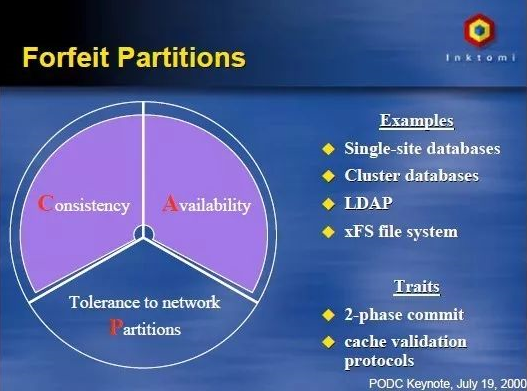 Forfeit Partitions
Inktomi
Consistency
Availability
Tolerance to network
Partitions
Examples
Single-site databases
Cluster databases
LDAP
xFS file system
Traits
2-phase commit
cache validation
protocols
PODC Keynote, July 19, 2000